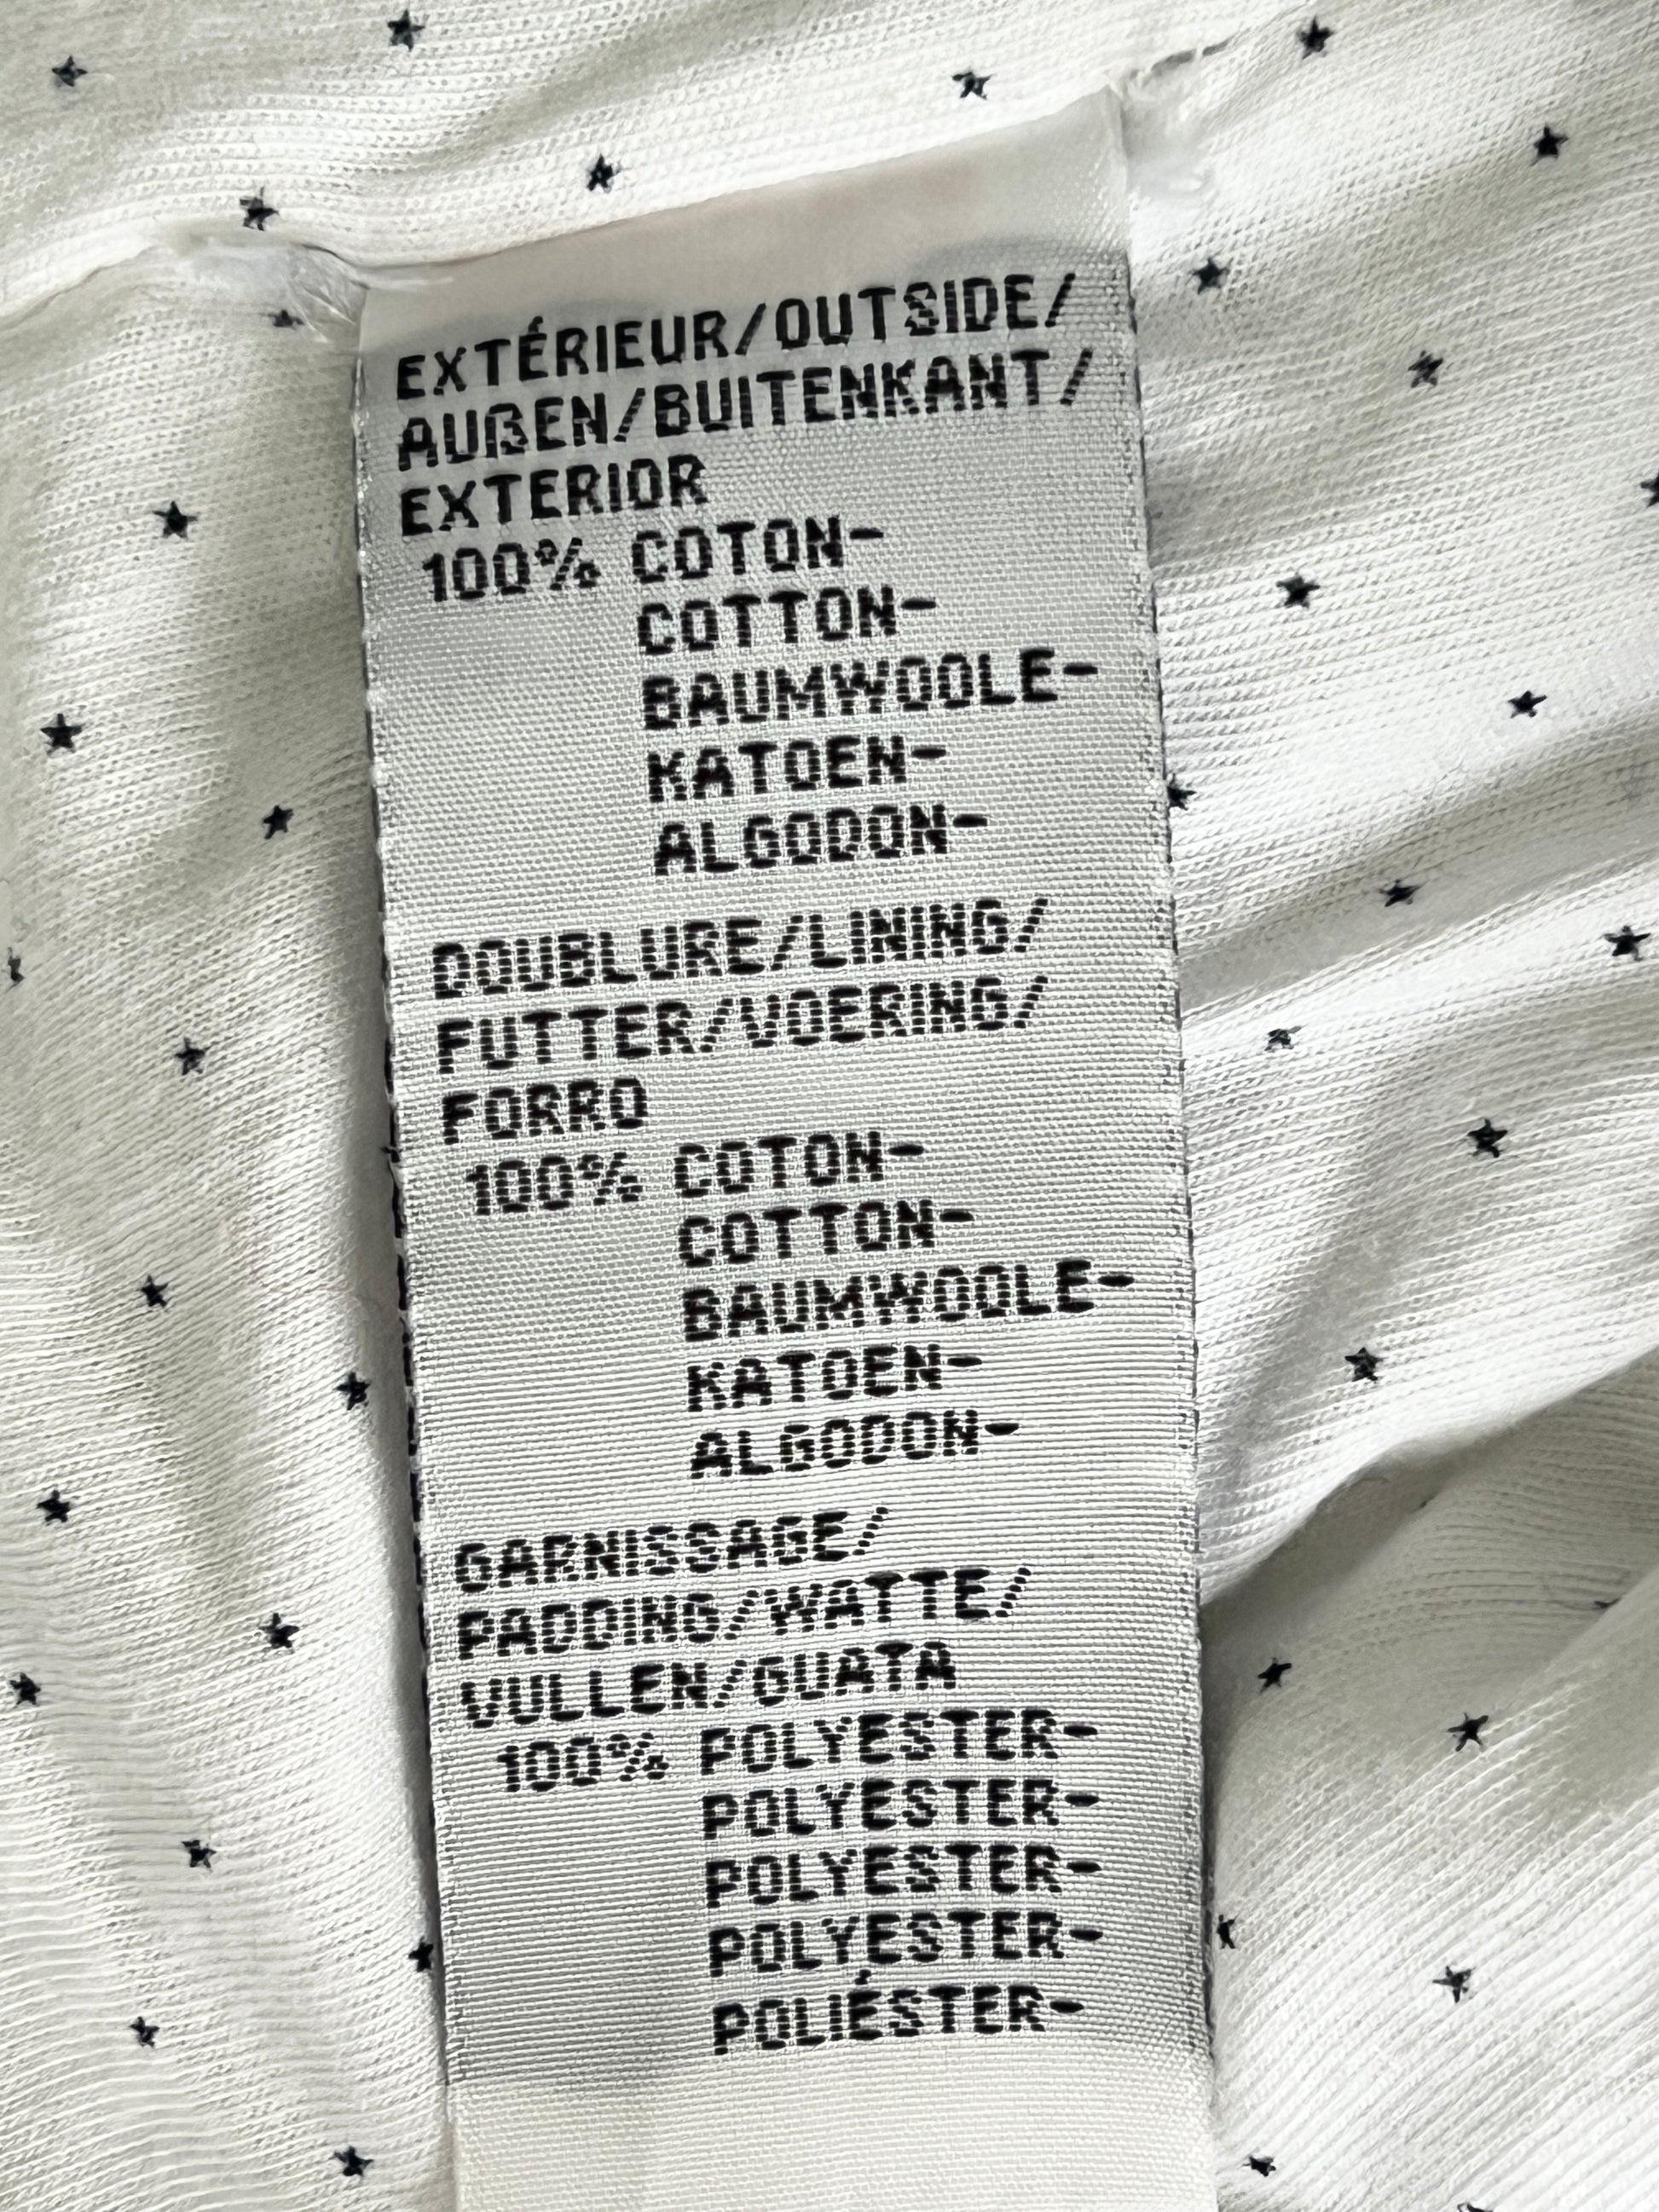 EXTÉRIEUR/OUTSIDE/
AUßEN/BUITENKANT/
EXTERIOR
100% COTON-
COTTON-
BAUMWOOLE-
KATOEN-
ALGODON-
DOUBLURE/LINING/
FUTTER/VOERING/
FORRO
100% COTON-
COTTON-
BAUMWOOLE-
KATOEN-
ALGODON-
GARNISSAGE/
PADDING/WATTE/
VULLEN/GUATA
100% POLYESTER-
POLYESTER-
POLYESTER-
POLYESTER-
POLIÉSTER-